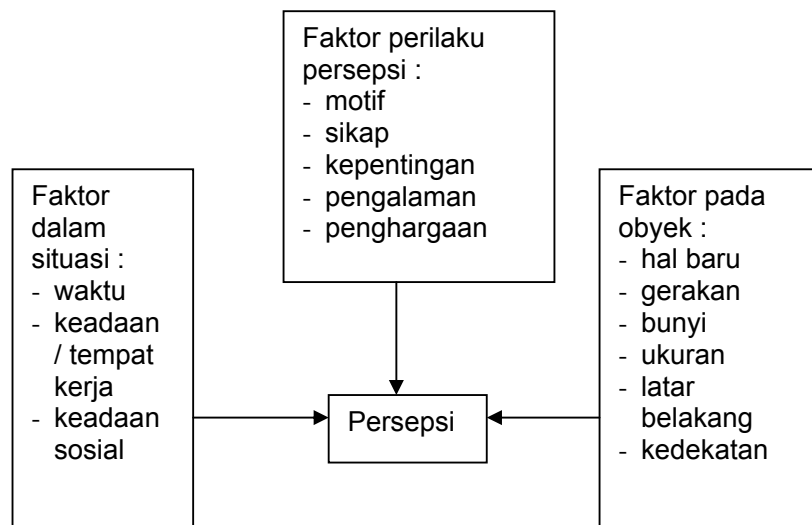 Faktor perilaku
persepsi :
- motif
- sikap
- kepentingan
- pengalaman
- penghargaan
Faktor
dalam
situasi :
- waktu
- keadaan
/ tempat
kerja
- keadaan
sosial
Persepsi
Faktor pada
obyek :
- hal baru
- gerakan
- bunyi
- ukuran
- latar
belakang
- kedekatan